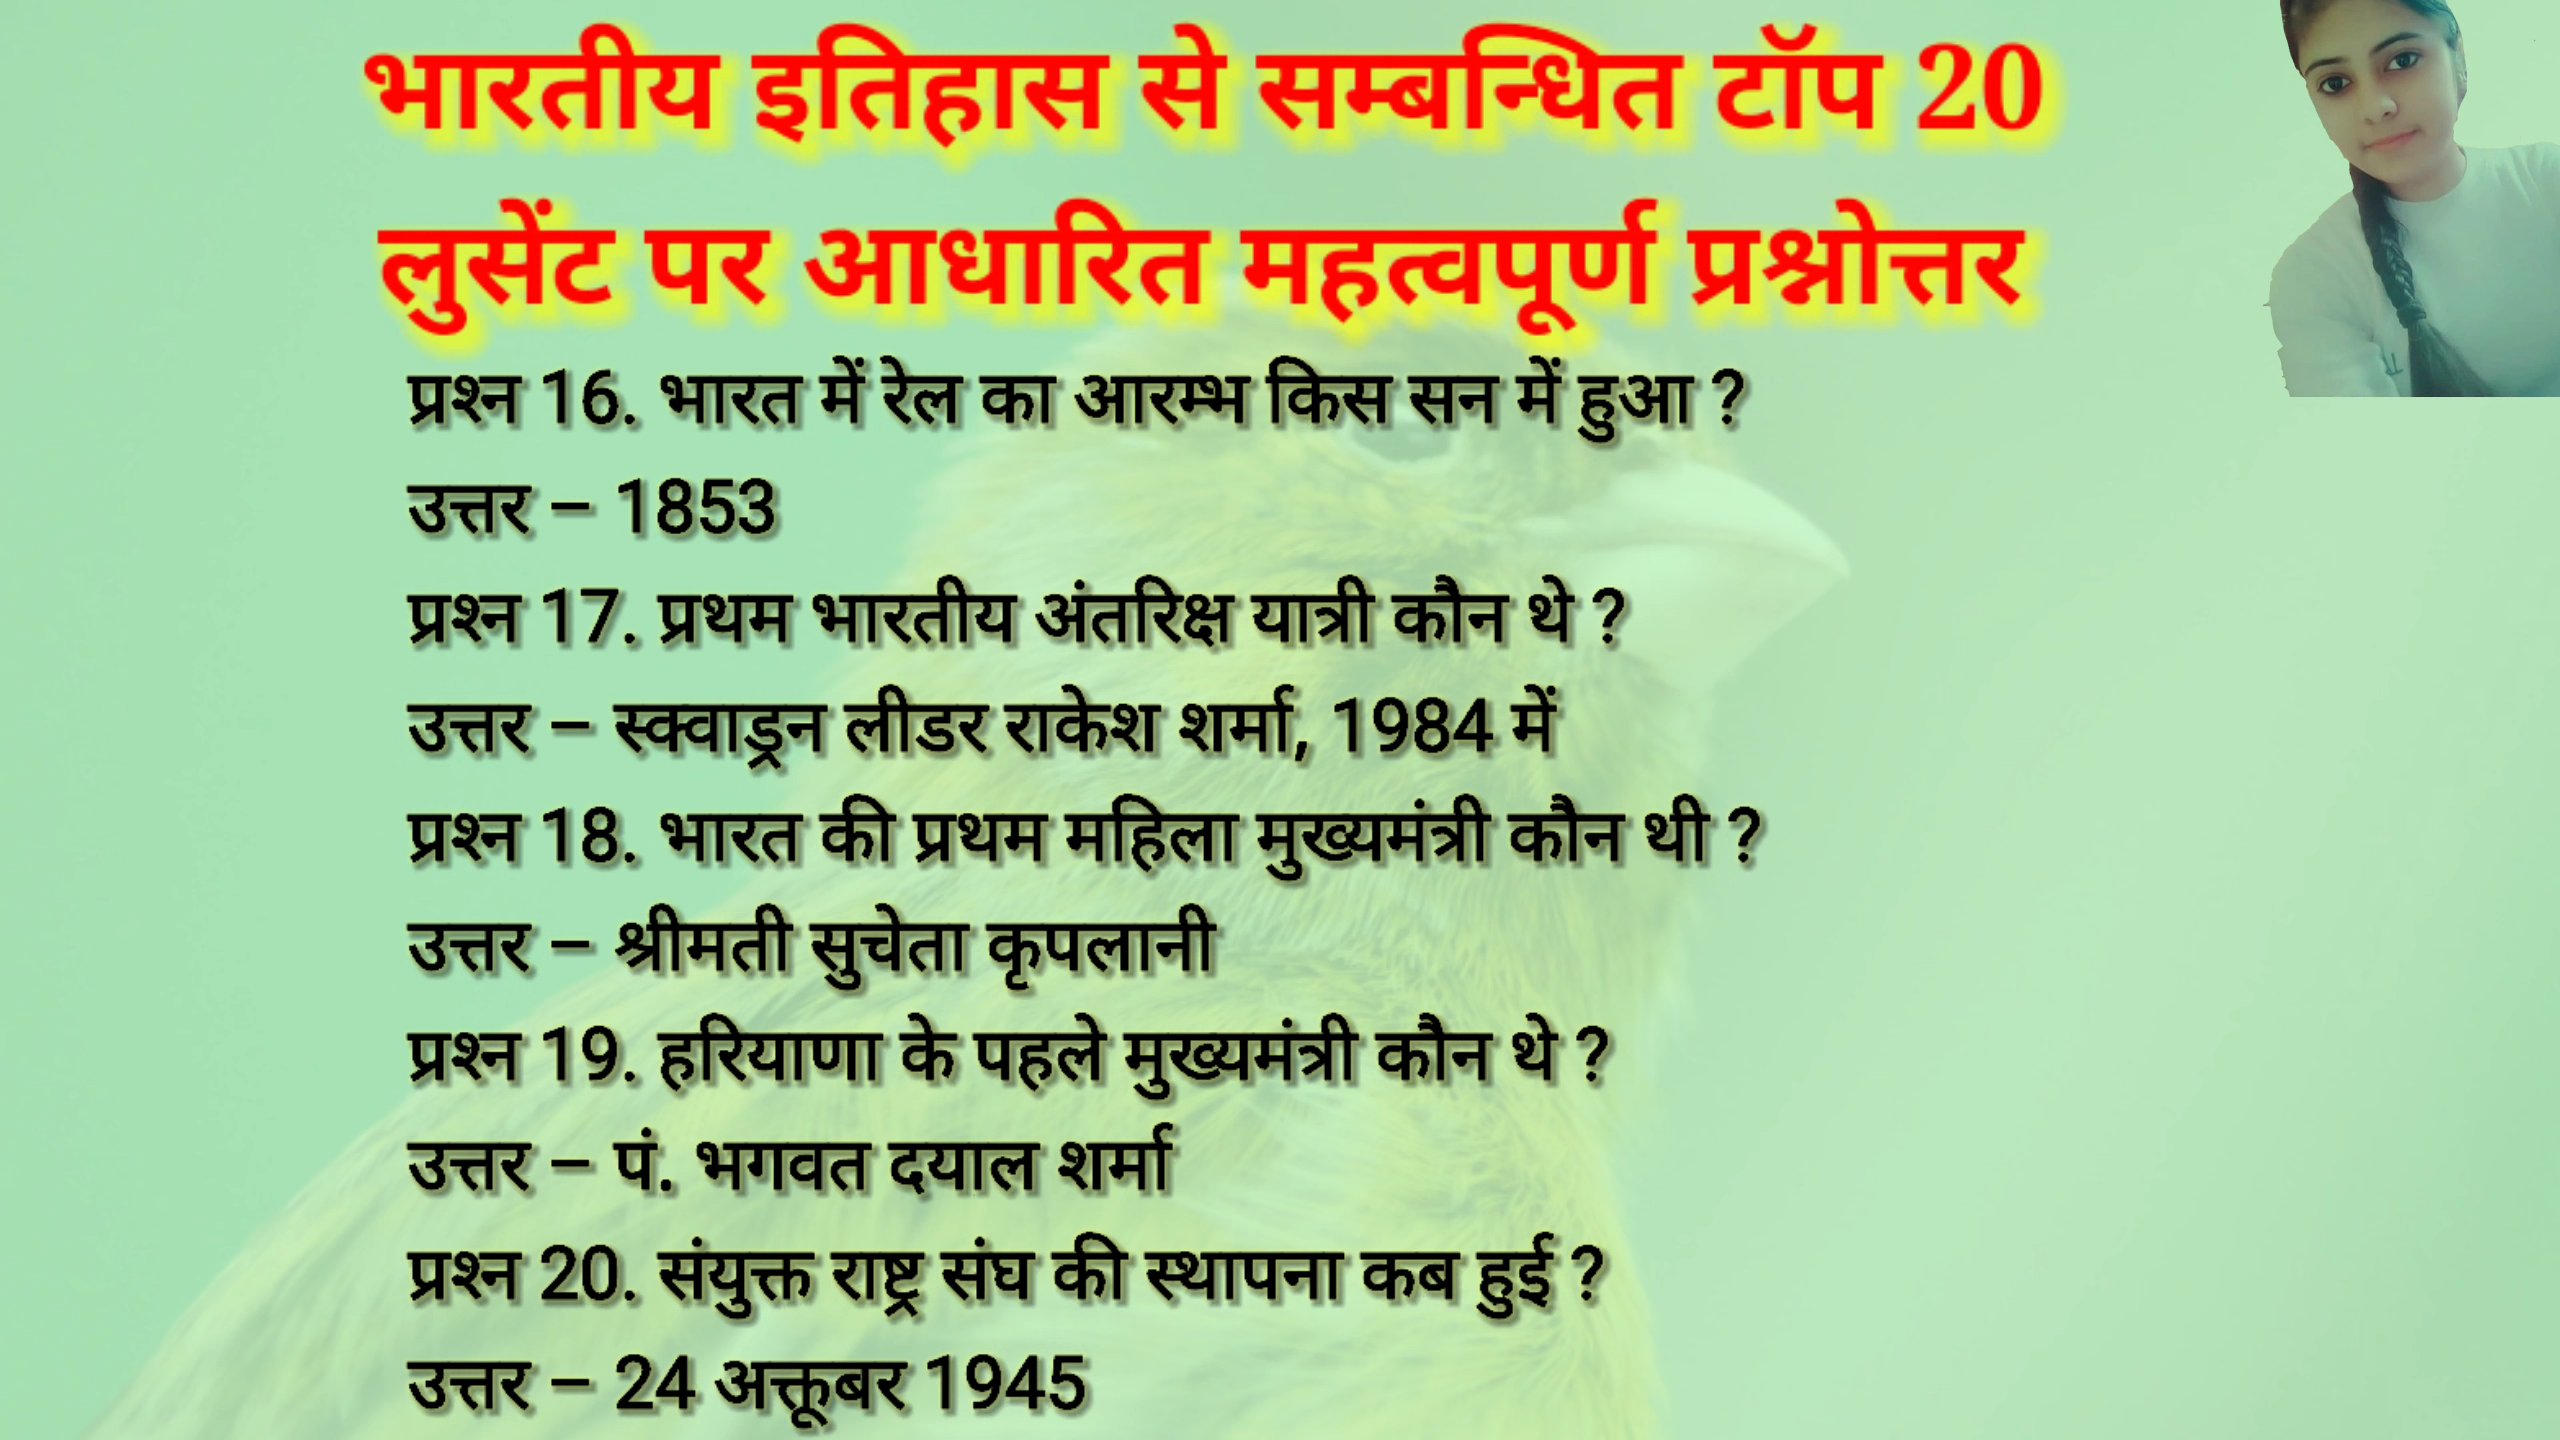 भारतीय इतिहास से सम्बन्धित टॉप 20
लुसेंट पर आधारित महत्वपूर्ण प्रश्नोत्तर
प्रश्न 16. भारत में रेल का आरम्भ किस सन में हुआ ?
उत्तर – 1853
प्रश्न 17. प्रथम भारतीय अंतरिक्ष यात्री कौन थे ?
उत्तर – स्क्वाड्रन लीडर राकेश शर्मा, 1984 में
प्रश्न 18. भारत की प्रथम महिला मुख्यमंत्री कौन थी ?
उत्तर – श्रीमती सुचेता कृपलानी
प्रश्न 19. हरियाणा के पहले मुख्यमंत्री कौन थे ?
उत्तर – पं. भगवत दयाल शर्मा
प्रश्न 20. संयुक्त राष्ट्र संघ की स्थापना कब हुई ?
उत्तर – 24 अक्तूबर 1945